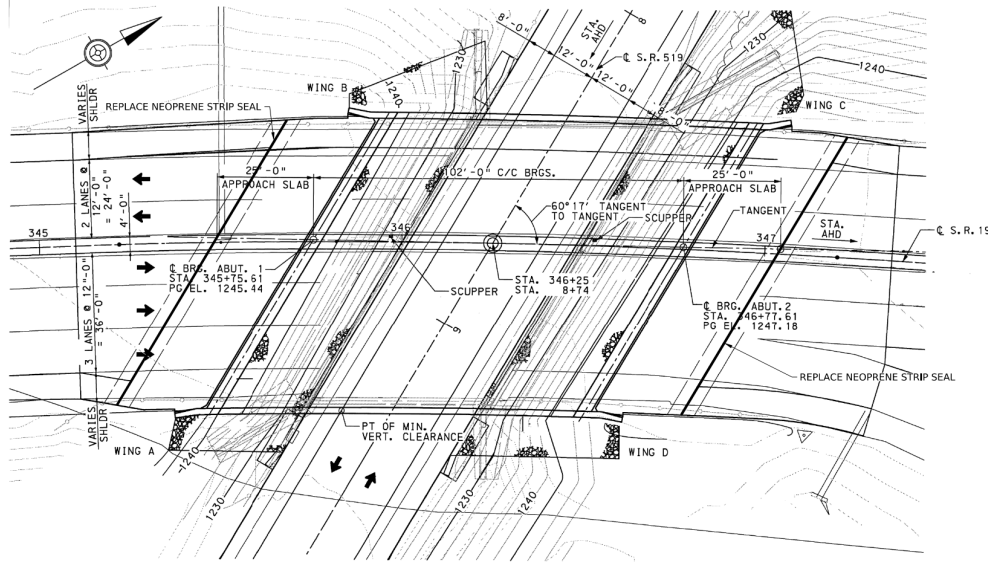 8'-0"
STA.
AHD
8
12'-0"
℄ S.R.519
12'-0"
8'-0"
1230
1230
1240
1240
WING B
WING C
VARIES
SHLDR
REPLACE NEOPRENE STRIP SEAL
25'-0"
APPROACH SLAB
102'-0" C/C BRGS.
25'-0"
APPROACH SLAB
2 LANES @
12'-0"
= 24'-0"
4'-0"
60°17' TANGENT
TO TANGENT
SCUPPER
TANGENT
STA.
AHD
345
346
347
℄ S.R. 19
℄ BRG. ABUT. 1
STA. 345+75.61
PG EL. 1245.44
SCUPPER
STA. 346+25
STA. 8+74
℄ BRG. ABUT.2
STA. 346+77.61
PG EL. 1247.18
9
3 LANES @ 12'-0"
= 36'-0"
REPLACE NEOPRENE STRIP SEAL
VARIES
SHLDR
PT OF MIN.
VERT. CLEARANCE
WING A
WING D
1240
1230
1230
1240